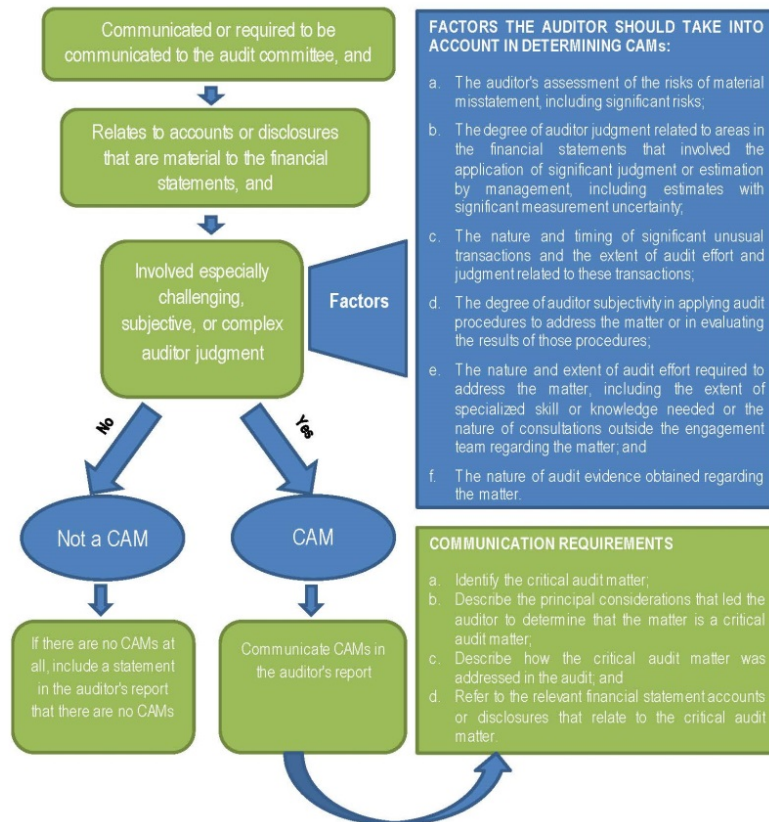 Communicated or required to be
communicated to the audit committee, and
Relates to accounts or disclosures
that are material to the financial
statements, and
Involved especially
challenging,
subjective, or complex
auditor judgment
Factors
No
Yes
Not a CAM
CAM
If there are no CAMs at
all, include a statement
in the auditor's report
that there are no CAMs
Communicate CAMs in
the auditor's report
FACTORS THE AUDITOR SHOULD TAKE INTO
ACCOUNT IN DETERMINING CAMs:
a. The auditor's assessment of the risks of material
misstatement, including significant risks;
b. The degree of auditor judgment related to areas in
the financial statements that involved the
application of significant judgment or estimation
by management, including estimates with
significant measurement uncertainty;
c. The nature and timing of significant unusual
transactions and the extent of audit effort and
judgment related to these transactions;
d. The degree of auditor subjectivity in applying audit
procedures to address the matter or in evaluating
the results of those procedures;
e. The nature and extent of audit effort required to
address the matter, including the extent of
specialized skill or knowledge needed or the
nature of consultations outside the engagement
team regarding the matter; and
f. The nature of audit evidence obtained regarding
the matter.
COMMUNICATION REQUIREMENTS
a. Identify the critical audit matter;
b. Describe the principal considerations that led the
auditor to determine that the matter is a critical
audit matter;
c. Describe how the critical audit matter was
addressed in the audit; and
d. Refer to the relevant financial statement accounts
or disclosures that relate to the critical audit
matter.